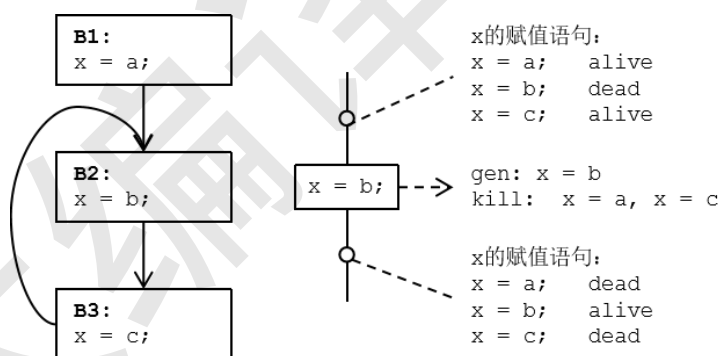 B1:
x = a;
B2:
x = b;
B3:
x = c;
x = b;
x的赋值语句:
x = a; alive
x = b; dead
x = c; alive
gen: x = b
kill: x = a, x = c
x的赋值语句:
x = a; dead
x = b; alive
x = c; dead